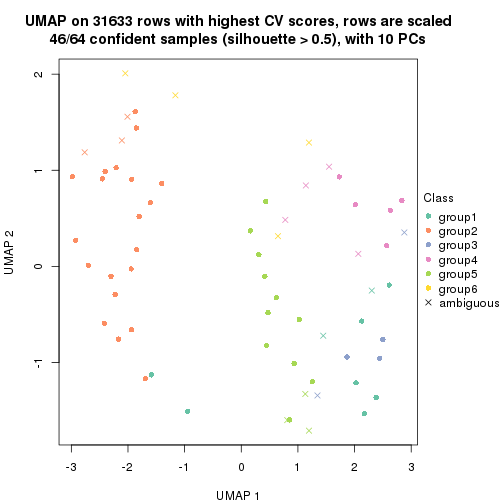 UMAP on 31633 rows with highest CV scores, rows are scaled
46/64 confident samples (silhouette > 0.5), with 10 PCs
UMAP 2
2
1
0
-1
-3
-2
-1
0
1
2
3
UMAP 1
Class
group1
group2
group3
group4
group5
group6
ambiguous